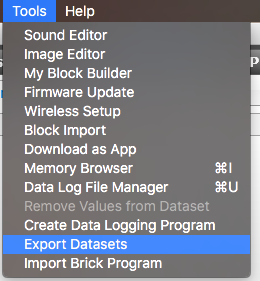 Tools Help
Sound Editor
Image Editor
My Block Builder
Firmware Update
Wireless Setup
Block Import
Download as App
Memory Browser ⌘I
Data Log File Manager ⌘U
Remove Values from Dataset
Create Data Logging Program
Export Datasets
Import Brick Program